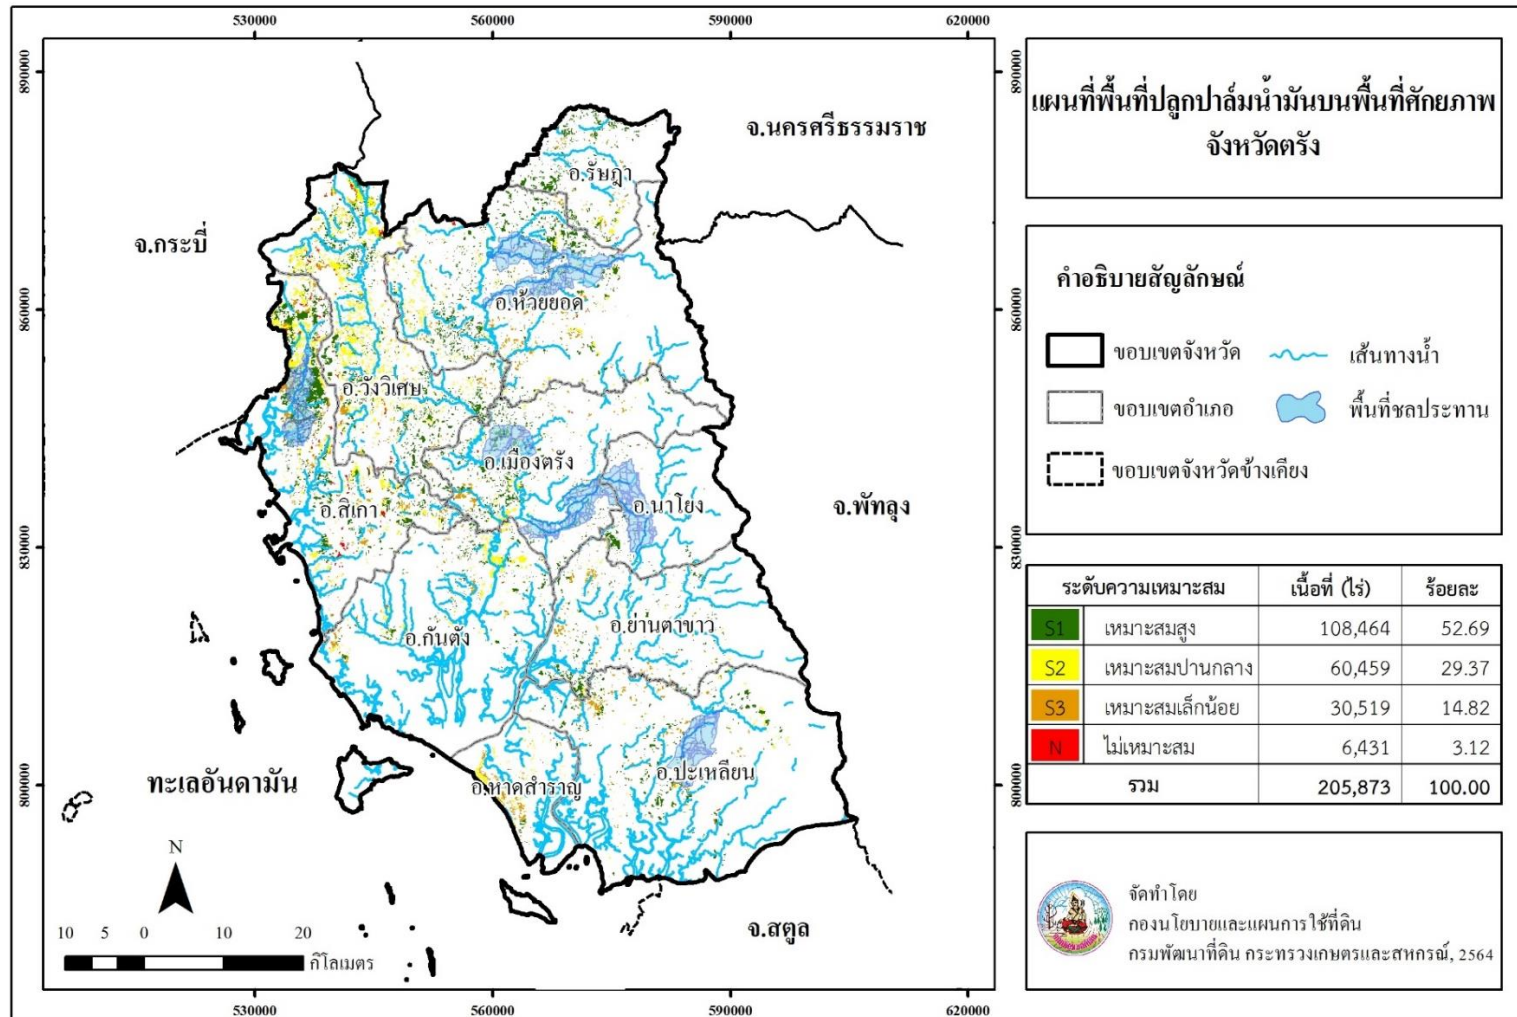 530000
560000
590000
620000
890000
860000
830000
800000
890000
860000
830000
800000
530000
560000
590000
620000
จ.นครศรีธรรมราช
จ.กระบี่
จ.พัทลุง
จ.สตูล
ทะเลอันดามัน
อ.รัษฎา
อ.ห้วยยอด
อ.วังวิเศษ
อ.เมืองตรัง
อ.นาโยง
อ.สิเกา
อ.กันตัง
อ.ย่านตาขาว
อ.ปะเหลียน
อ.หาดสำราญ
N
10 5 0 10 20
กิโลเมตร
แผนที่พื้นที่ปลูกปาล์มน้ำมันบนพื้นที่ศักยภาพ
จังหวัดตรัง
คำอธิบายสัญลักษณ์
ขอบเขตจังหวัด เส้นทางน้ำ
ขอบเขตอำเภอ พื้นที่ชลประทาน
ขอบเขตจังหวัดข้างเคียง
ระดับความเหมาะสม เนื้อที่ (ไร่) ร้อยละ
S1 เหมาะสมสูง 108,464 52.69
S2 เหมาะสมปานกลาง 60,459 29.37
S3 เหมาะสมเล็กน้อย 30,519 14.82
N ไม่เหมาะสม 6,431 3.12
รวม 205,873 100.00
จัดทำโดย
กองนโยบายและแผนการใช้ที่ดิน
กรมพัฒนาที่ดิน กระทรวงเกษตรและสหกรณ์, 2564